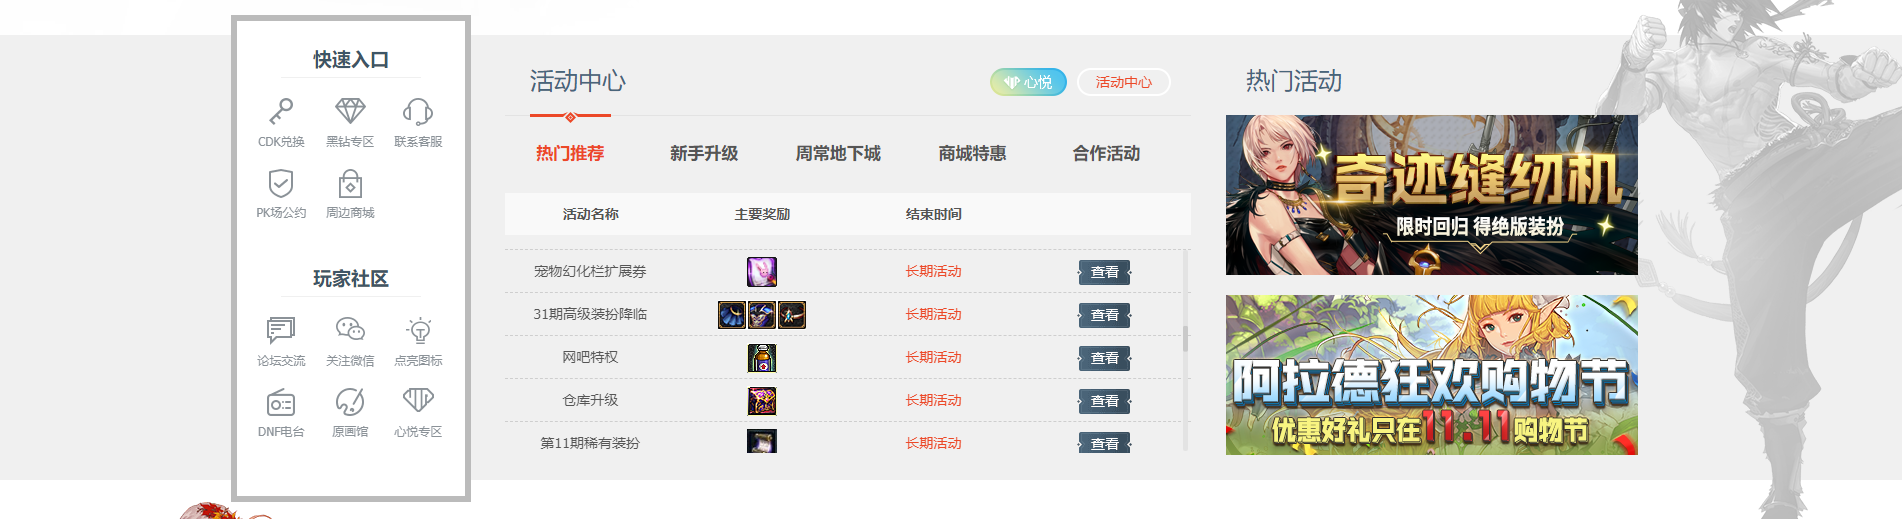 快速入口
CDK兑换 黑钻专区 联系客服
PK场公约 周边商城
玩家社区
论坛交流 关注微信 点亮图标
DNF电台 原画馆 心悦专区
活动中心
心悦 活动中心
热门推荐 新手升级 周常地下城 商城特惠 合作活动
活动名称 主要奖励 结束时间
宠物幻化栏扩展券 长期活动 查看
31期高级装扮降临 长期活动 查看
网吧特权 长期活动 查看
仓库升级 长期活动 查看
第11期稀有装扮 长期活动 查看
热门活动
奇迹缝纫机
限时回归 得绝版装扮
阿拉德狂欢购物节
优惠好礼只在11.11购物节